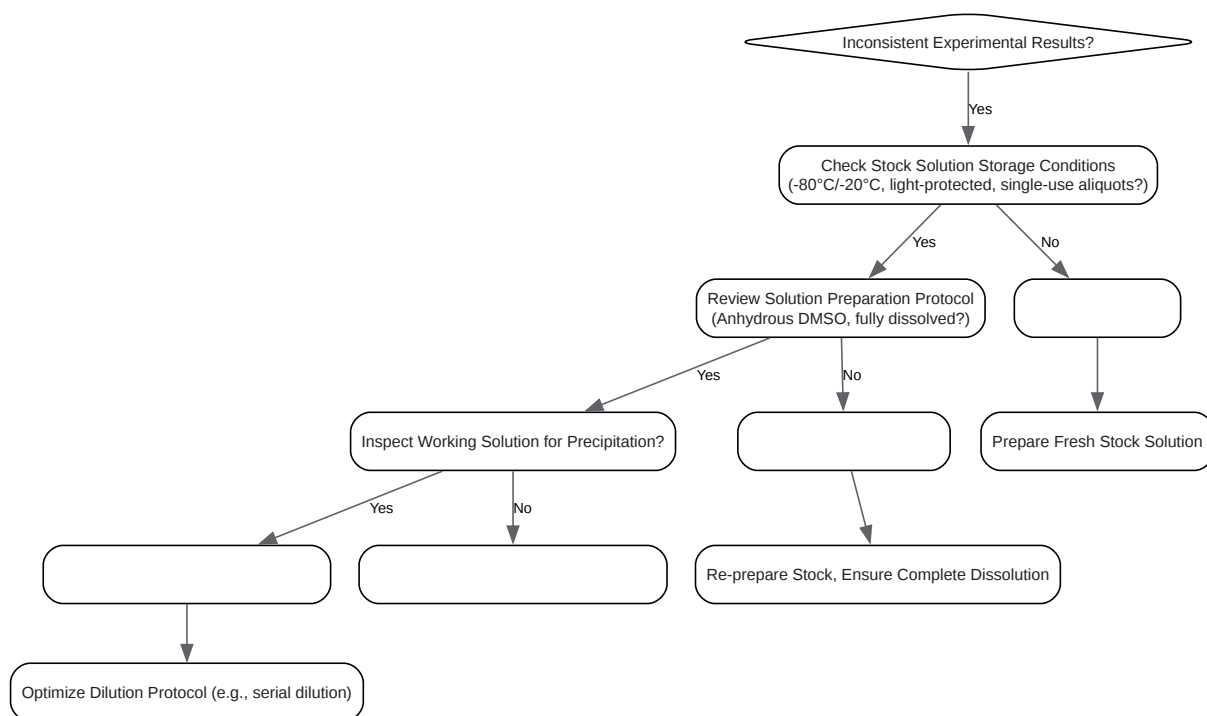 Inconsistent Experimental Results?
Yes
Check Stock Solution Storage Conditions
(-80°C/-20°C, light-protected, single-use aliquots?)
Yes
No
Review Solution Preparation Protocol
(Anhydrous DMSO, fully dissolved?)
Yes
No
Inspect Working Solution for Precipitation?
Prepare Fresh Stock Solution
Yes
No
Re-prepare Stock, Ensure Complete Dissolution
Optimize Dilution Protocol (e.g., serial dilution)